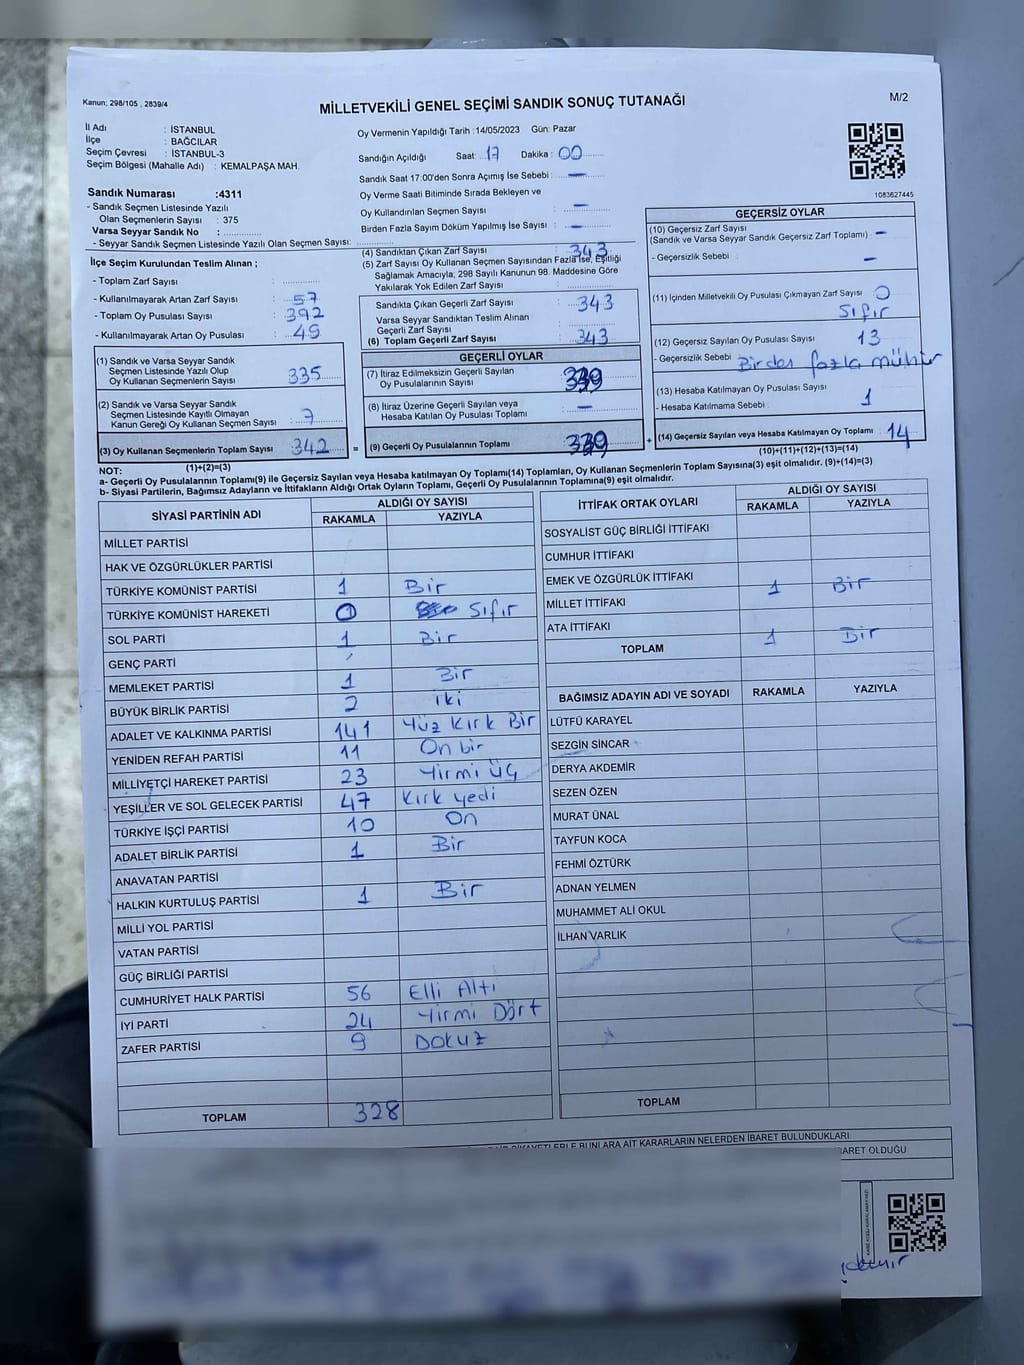 Kanun; 298/105 , 2839/4
MİLLETVEKİLİ GENEL SEÇİMİ SANDIK SONUÇ TUTANAĞI
M/2
İl Adı : İSTANBUL
İlçe : BAĞCILAR
Seçim Çevresi : İSTANBUL-3
Seçim Bölgesi (Mahalle Adı) : KEMALPAŞA MAH.
Sandık Numarası :4311
- Sandık Seçmen Listesinde Yazılı
Olan Seçmenlerin Sayısı : 375
Varsa Seyyar Sandık No :
- Seyyar Sandık Seçmen Listesinde Yazılı Olan Seçmen Sayısı:
Oy Vermenin Yapıldığı Tarih :14/05/2023 Gün: Pazar
Sandığın Açıldığı Saat: 17 Dakika : 00
Sandık Saat 17:00'den Sonra Açımış İse Sebebi : —
Oy Verme Saati Bitiminde Sırada Bekleyen ve
Oy Kullandırılan Seçmen Sayısı : —
Birden Fazla Sayım Döküm Yapılmış İse Sayısı : —
1083627445
İlçe Seçim Kurulundan Teslim Alınan ;
- Toplam Zarf Sayısı :
- Kullanılmayarak Artan Zarf Sayısı : 57
- Toplam Oy Pusulası Sayısı : 392
- Kullanılmayarak Artan Oy Pusulası : 49
(1) Sandık ve Varsa Seyyar Sandık
Seçmen Listesinde Yazılı Olup
Oy Kullanan Seçmenlerin Sayısı : 335
(2) Sandık ve Varsa Seyyar Sandık
Seçmen Listesinde Kayıtlı Olmayan
Kanun Gereği Oy Kullanan Seçmen Sayısı : 7
(3) Oy Kullanan Seçmenlerin Toplam Sayısı : 342 =
(1)+(2)=(3)
(4) Sandıktan Çıkan Zarf Sayısı : 343
(5) Zarf Sayısı Oy Kullanan Seçmen Sayısından Fazla İse, Eşitliği
Sağlamak Amacıyla; 298 Sayılı Kanunun 98. Maddesine Göre
Yakılarak Yok Edilen Zarf Sayısı :
Sandıkta Çıkan Geçerli Zarf Sayısı : 343
Varsa Seyyar Sandıktan Teslim Alınan
Geçerli Zarf Sayısı :
(6) Toplam Geçerli Zarf Sayısı : 343
GEÇERLİ OYLAR
(7) İtiraz Edilmeksizin Geçerli Sayılan
Oy Pusulalarının Sayısı :
(8) İtiraz Üzerine Geçerli Sayılan veya
Hesaba Katılan Oy Pusulası Toplamı : —
(9) Geçerli Oy Pusulalarının Toplamı : +
GEÇERSİZ OYLAR
(10) Geçersiz Zarf Sayısı : —
(Sandık ve Varsa Seyyar Sandık Geçersiz Zarf Toplamı)
- Geçersizlik Sebebi : —
(11) İçinden Milletvekili Oy Pusulası Çıkmayan Zarf Sayısı : 0
Sıfır
(12) Geçersiz Sayılan Oy Pusulası Sayısı : 13
- Geçersizlik Sebebi : Birden fazla mühür
(13) Hesaba Katılmayan Oy Pusulası Sayısı : 1
- Hesaba Katılmama Sebebi :
(14) Geçersiz Sayılan veya Hesaba Katılmayan Oy Toplamı : 14
(10)+(11)+(12)+(13)=(14)
NOT:
a- Geçerli Oy Pusulalarının Toplamı(9) ile Geçersiz Sayılan veya Hesaba katılmayan Oy Toplamı(14) Toplamları, Oy Kullanan Seçmenlerin Toplam Sayısına(3) eşit olmalıdır. (9)+(14)=(3)
b- Siyasi Partilerin, Bağımsız Adayların ve İttifakların Aldığı Ortak Oyların Toplamı, Geçerli Oy Pusulalarının Toplamına(9) eşit olmalıdır.
SİYASİ PARTİNİN ADI ALDIĞI OY SAYISI
RAKAMLA YAZIYLA
MİLLET PARTİSİ
HAK VE ÖZGÜRLÜKLER PARTİSİ
TÜRKİYE KOMÜNİST PARTİSİ 1 Bir
TÜRKİYE KOMÜNİST HAREKETİ 0 Sıfır
SOL PARTİ 1 Bir
GENÇ PARTİ
MEMLEKET PARTİSİ 1 Bir
BÜYÜK BİRLİK PARTİSİ 2 iki
ADALET VE KALKINMA PARTİSİ 141 Yüz Kırk Bir
YENİDEN REFAH PARTİSİ 11 On bir
MİLLİYETÇİ HAREKET PARTİSİ 23 Yirmi üç
YEŞİLLER VE SOL GELECEK PARTİSİ 47 Kırk yedi
TÜRKİYE İŞÇİ PARTİSİ 10 On
ADALET BİRLİK PARTİSİ 1 Bir
ANAVATAN PARTİSİ
HALKIN KURTULUŞ PARTİSİ 1 Bir
MİLLİ YOL PARTİSİ
VATAN PARTİSİ
GÜÇ BİRLİĞİ PARTİSİ
CUMHURİYET HALK PARTİSİ 56 Elli Altı
İYİ PARTİ 24 Yirmi Dört
ZAFER PARTİSİ 9 Dokuz
TOPLAM 328
İTTİFAK ORTAK OYLARI ALDIĞI OY SAYISI
RAKAMLA YAZIYLA
SOSYALİST GÜÇ BİRLİĞİ İTTİFAKI
CUMHUR İTTİFAKI
EMEK VE ÖZGÜRLÜK İTTİFAKI
MİLLET İTTİFAKI 1 Bir
ATA İTTİFAKI
TOPLAM 1 Bir
BAĞIMSIZ ADAYIN ADI VE SOYADI RAKAMLA YAZIYLA
LÜTFÜ KARAYEL
SEZGİN SİNCAR
DERYA AKDEMİR
SEZEN ÖZEN
MURAT ÜNAL
TAYFUN KOCA
FEHMİ ÖZTÜRK
ADNAN YELMEN
MUHAMMET ALİ OKUL
İLHAN VARLIK
TOPLAM
BUNLARA AİT KARARLARIN NELERDEN İBARET BULUNDUKLARI
OLDUĞU